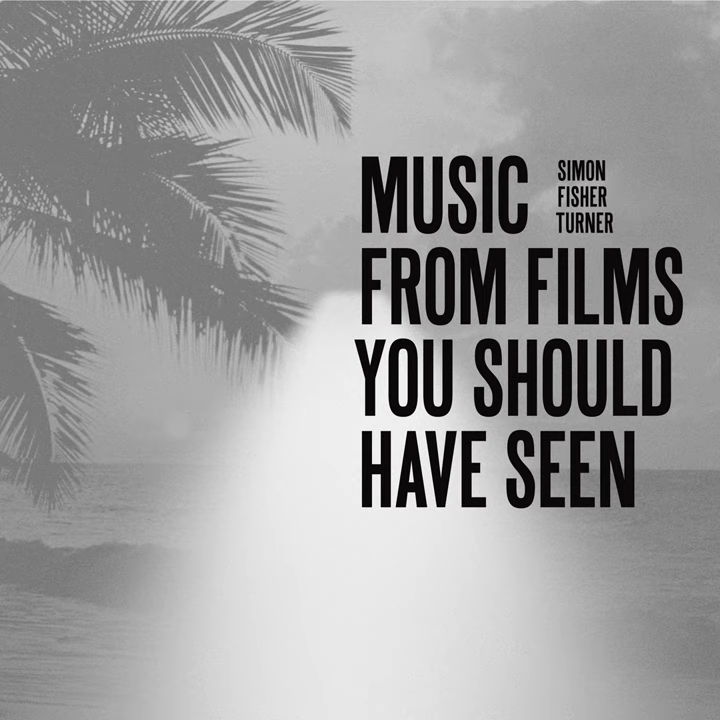 MUSIC
SIMON
FISHER
TURNER
FROM FILMS
YOU SHOULD
HAVE SEEN